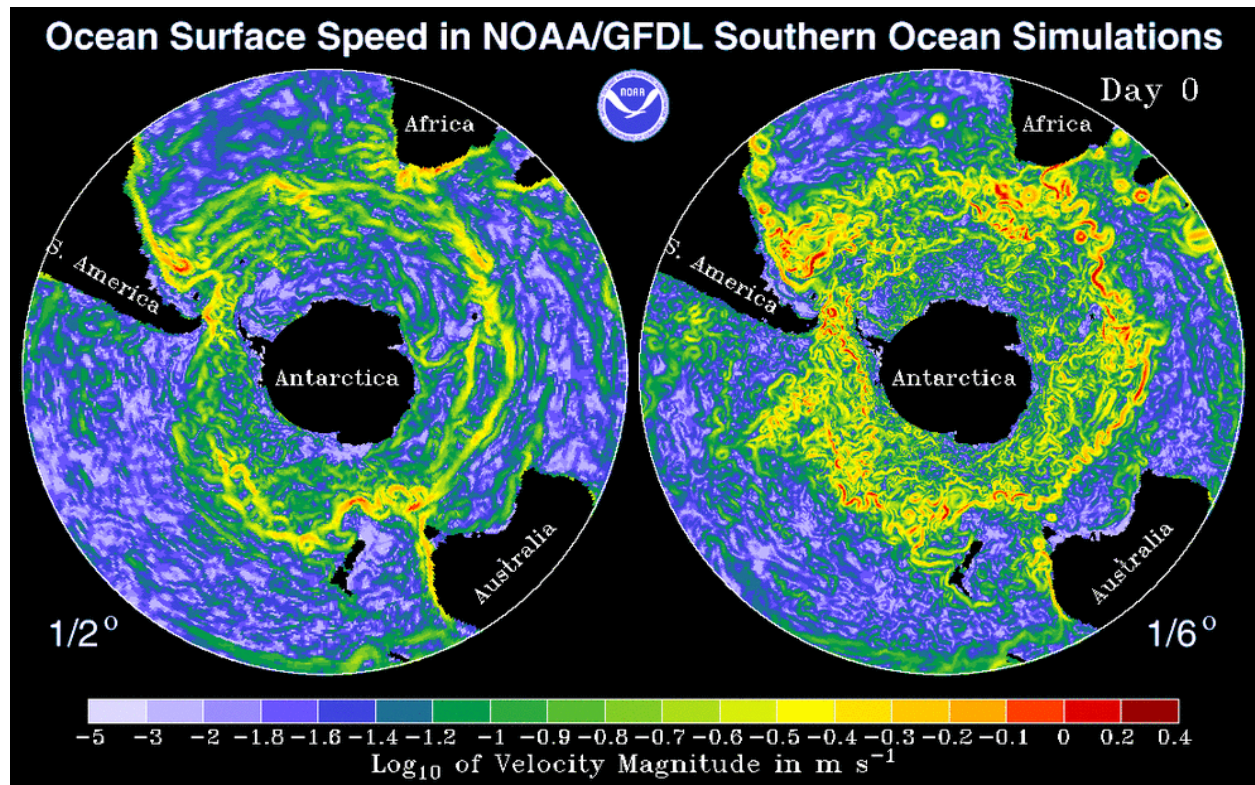 Ocean Surface Speed in NOAA/GFDL Southern Ocean Simulations
NOAA
Day 0
Africa
Africa
S. America
S. America
Antarctica
Antarctica
Australia
Australia
1/2°
1/6°
-5 -3 -2 -1.8 -1.6 -1.4 -1.2 -1 -0.9 -0.8 -0.7 -0.6 -0.5 -0.4 -0.3 -0.2 -0.1 0 0.2 0.4
Log₁₀ of Velocity Magnitude in m s⁻¹